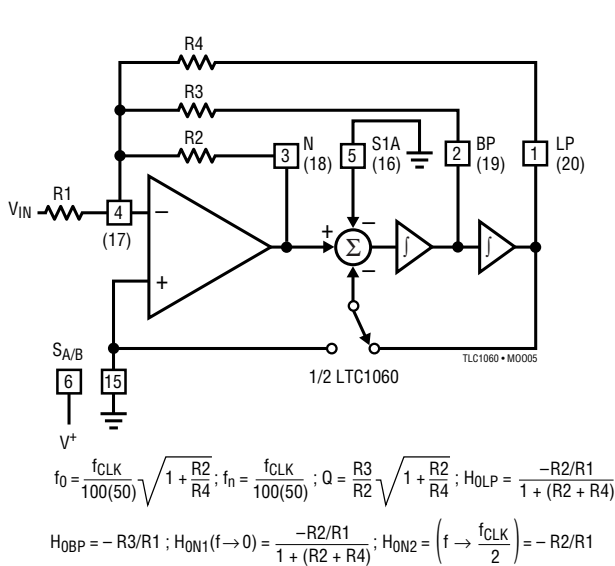 R4
R3
R2
R1
V_IN
N
3
(18)
S1A
5
(16)
BP
2
(19)
LP
1
(20)
4
(17)
−
+
+
−
Σ
−
∫
∫
S_A/B
6
15
V+
1/2 LTC1060
TLC1060 • MOO05
f0 = fCLK/100(50) √(1 + R2/R4) ; fn = fCLK/100(50) ; Q = R3/R2 √(1 + R2/R4) ; H0LP = −R2/R1 / 1 + (R2 + R4)
H0BP = − R3/R1 ; H0N1(f→0) = −R2/R1 / 1 + (R2 + R4) ; H0N2 = (f → fCLK/2) = − R2/R1